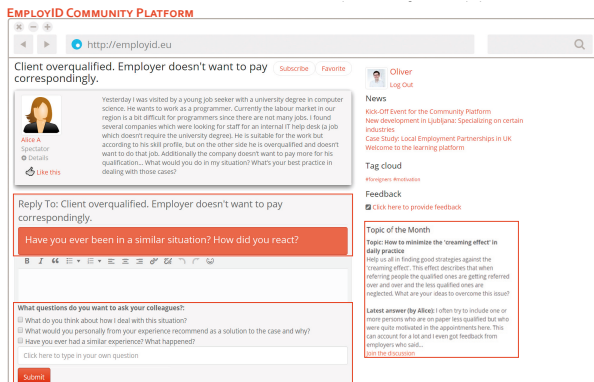 EMPLOYID COMMUNITY PLATFORM
http://employid.eu
Client overqualified. Employer doesn't want to pay
correspondingly.
Subscribe
Favorite
Alice A
Spectator
Details
Like this
Yesterday I was visited by a young job seeker with a university degree in computer
science. He wants to work as a programmer. Currently the labour market in our
region is a bit difficult for programmers since there are not many jobs. I found
several companies which were looking for staff for an internal IT help desk (a job
which doesn't require the university degree). He is suitable for the work but
according to his skill profile, but on the other side he is overqualified and doesn't
want to do that job. Additionally the company doesn't want to pay more for his
qualification... What would you do in my situation? What's your best practice in
dealing with those cases?
Reply To: Client overqualified. Employer doesn't want to pay
correspondingly.
Have you ever been in a similar situation? How did you react?
B I
What questions do you want to ask your colleagues?:
What do you think about how I deal with this situation?
What would you personally from your experience recommend as a solution to the case and why?
Have you ever had a similar experience? What happened?
Click here to type in your own question
Submit
Oliver
Log Out
News
Kick-Off Event for the Community Platform
New development in Ljubljana: Specializing on certain
industries
Case Study: Local Employment Partnerships in UK
Welcome to the learning platform
Tag cloud
#foreigners #motivation
Feedback
Click here to provide feedback
Topic of the Month
Topic: How to minimize the 'creaming effect' in
daily practice
Help us all in finding good strategies against the
'creaming effect'. This effect describes that when
referring people the qualified ones are getting referred
over and over and the less qualified ones are
neglected. What are your ideas to overcome this issue?
Latest answer (by Alice): I often try to include one or
more persons who are on paper less qualified but who
were quite motivated in the appointments here. This
can account for a lot and I even got feedback from
employers who said...
Join the discussion